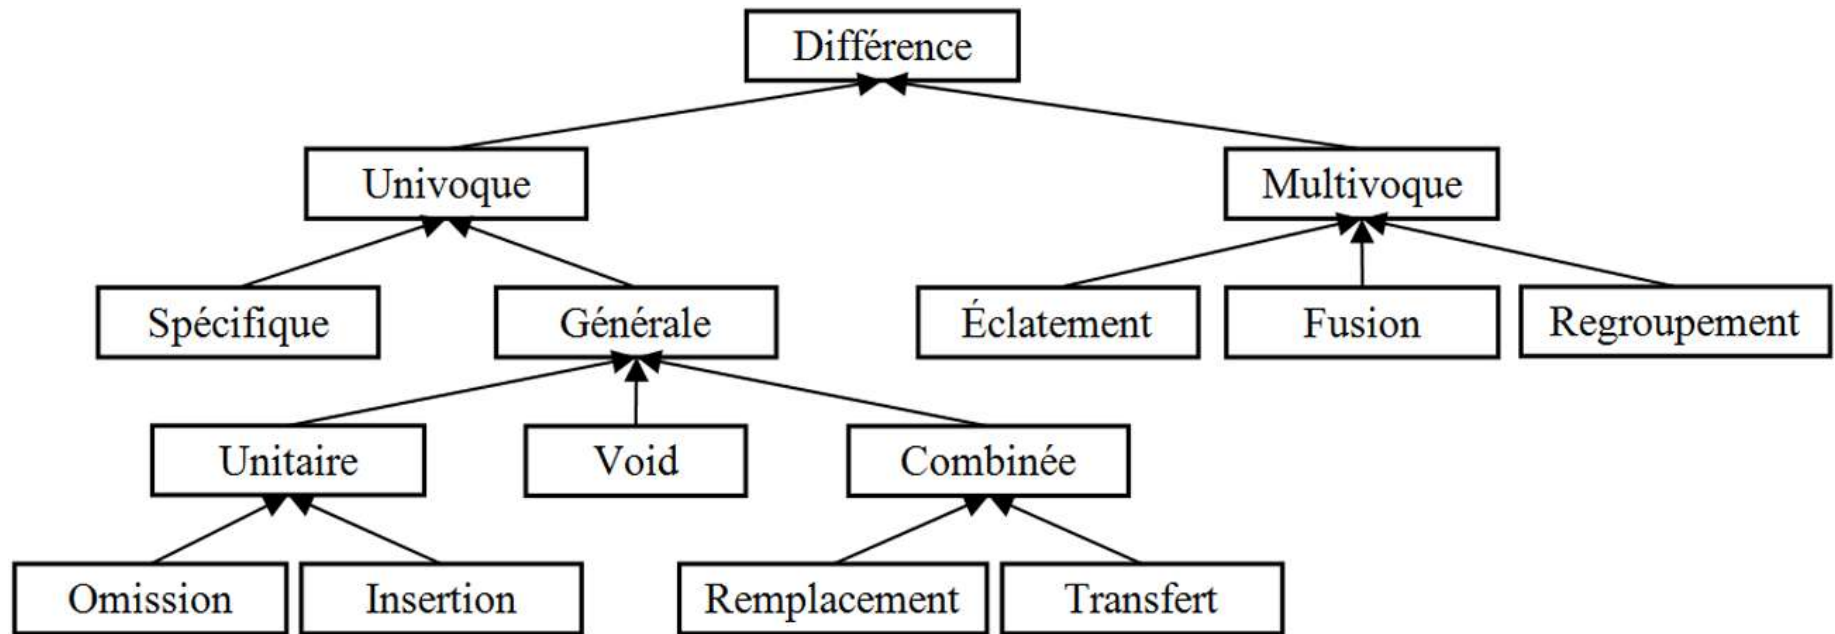 Différence
Univoque
Multivoque
Spécifique
Générale
Éclatement
Fusion
Regroupement
Unitaire
Void
Combinée
Omission
Insertion
Remplacement
Transfert